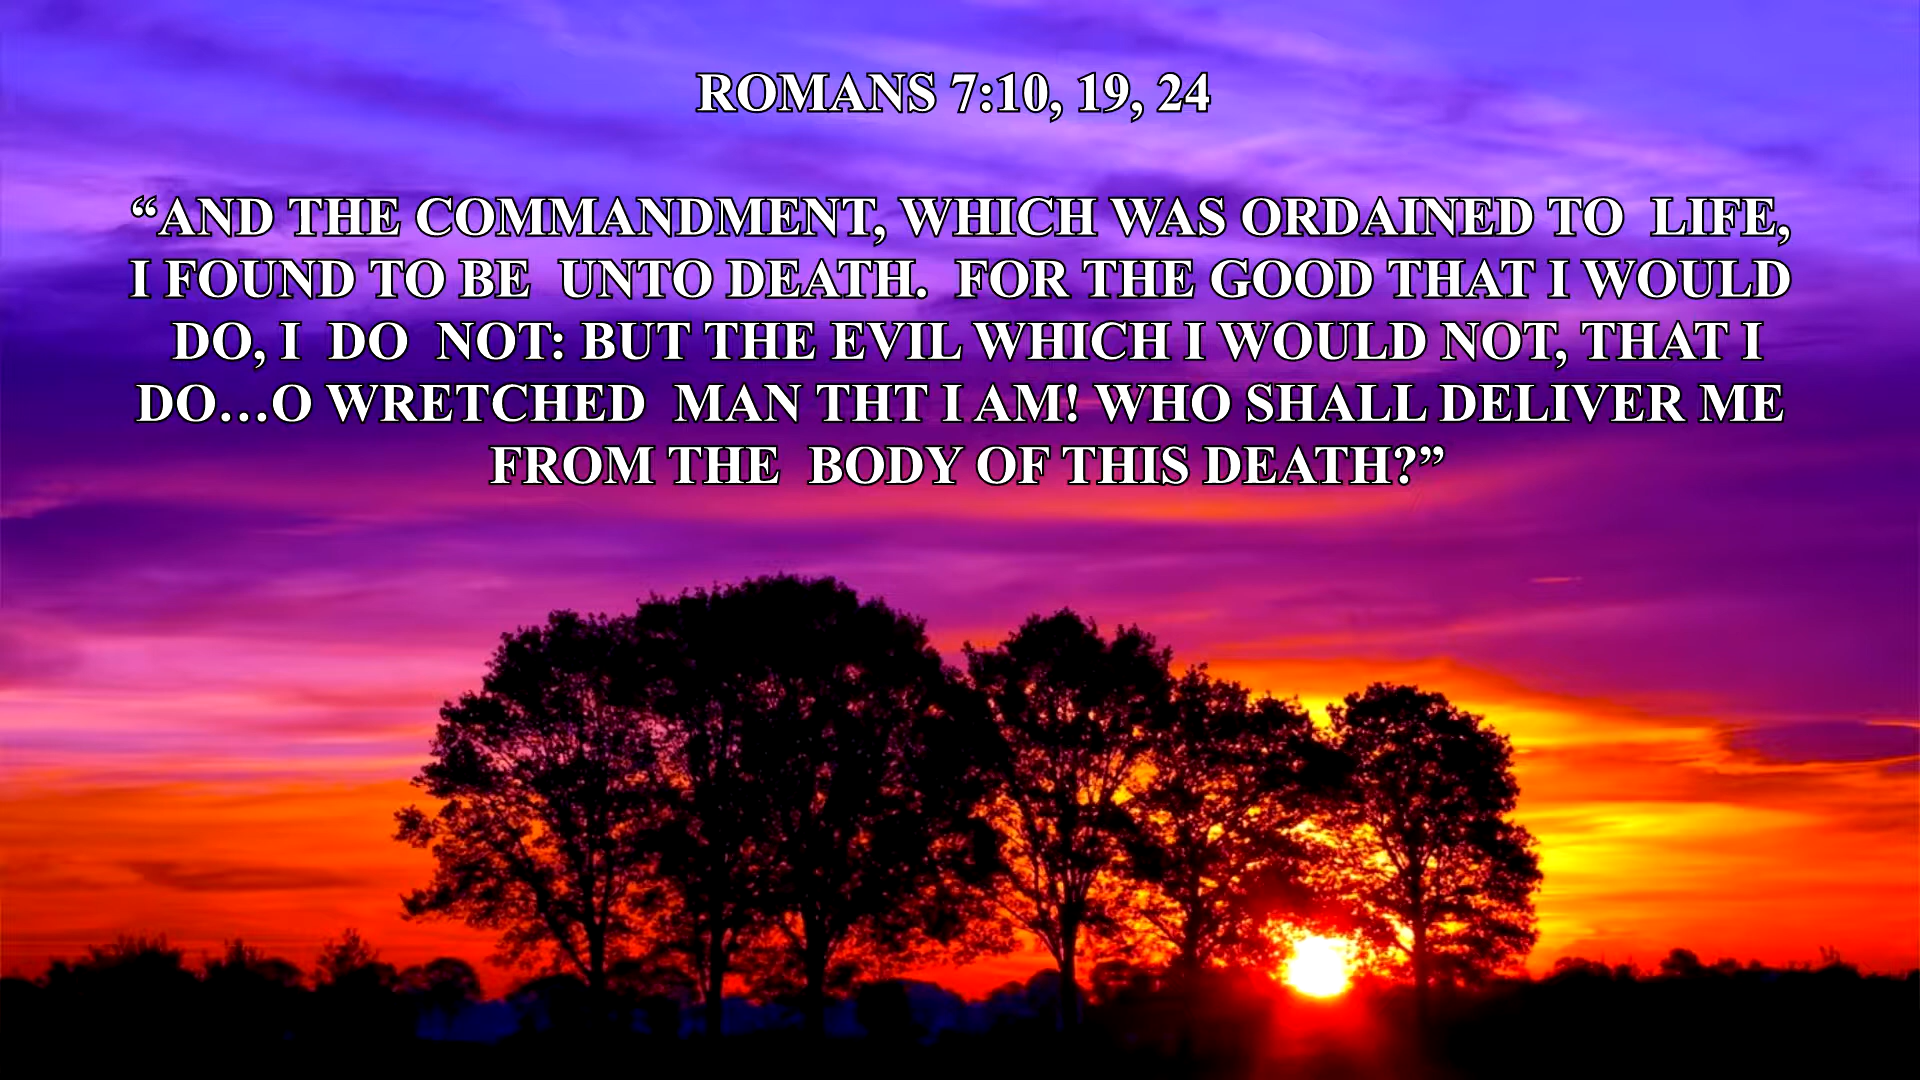 ROMANS 7:10, 19, 24
“AND THE COMMANDMENT, WHICH WAS ORDAINED TO LIFE,
I FOUND TO BE UNTO DEATH. FOR THE GOOD THAT I WOULD
DO, I DO NOT: BUT THE EVIL WHICH I WOULD NOT, THAT I
DO…O WRETCHED MAN THT I AM! WHO SHALL DELIVER ME
FROM THE BODY OF THIS DEATH?”